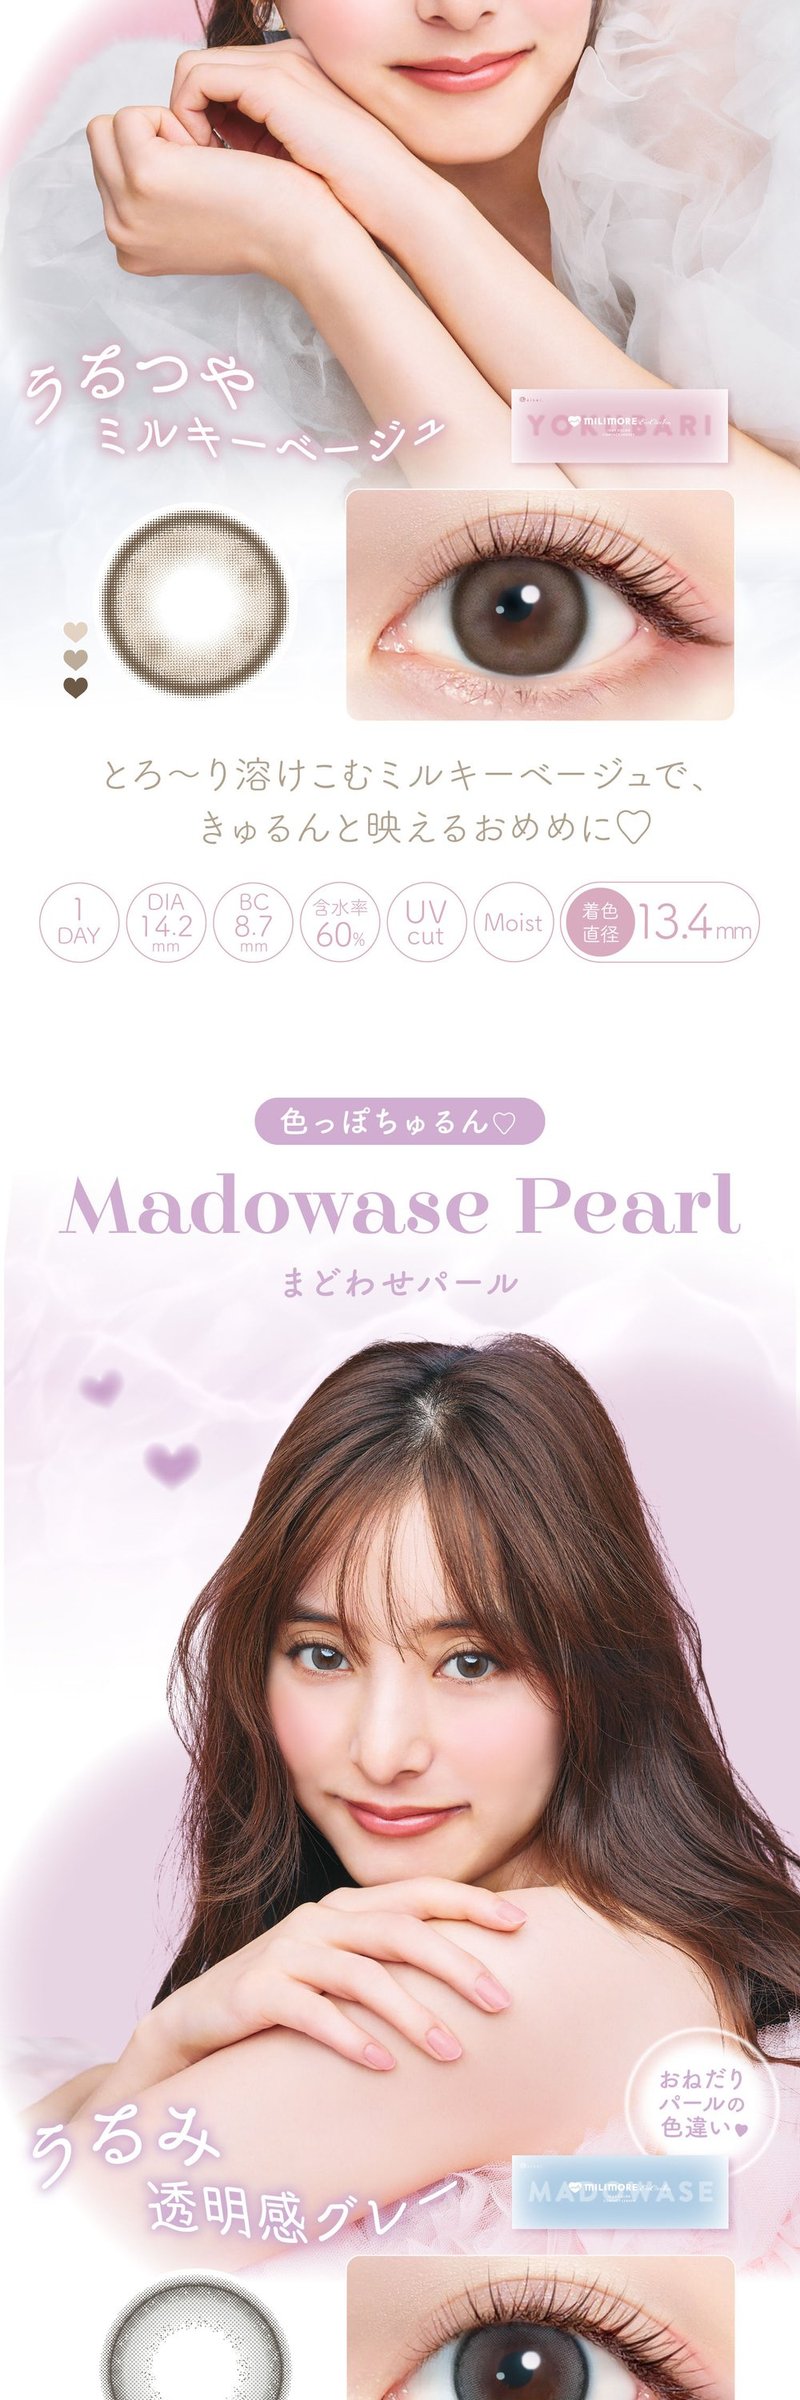 うるつや
ミルキーベージュ
MILIMORE
とろ〜り溶けこむミルキーベージュで、
きゅるんと映えるおめめに♡
1 DAY
DIA 14.2 mm
BC 8.7 mm
含水率 60%
UV cut
Moist
着色直径 13.4mm
色っぽちゅるん♡
Madowase Pearl
まどわせパール
おねだり
パールの
色違い♥
うるみ
透明感グレー
MADOWASE
MILIMORE